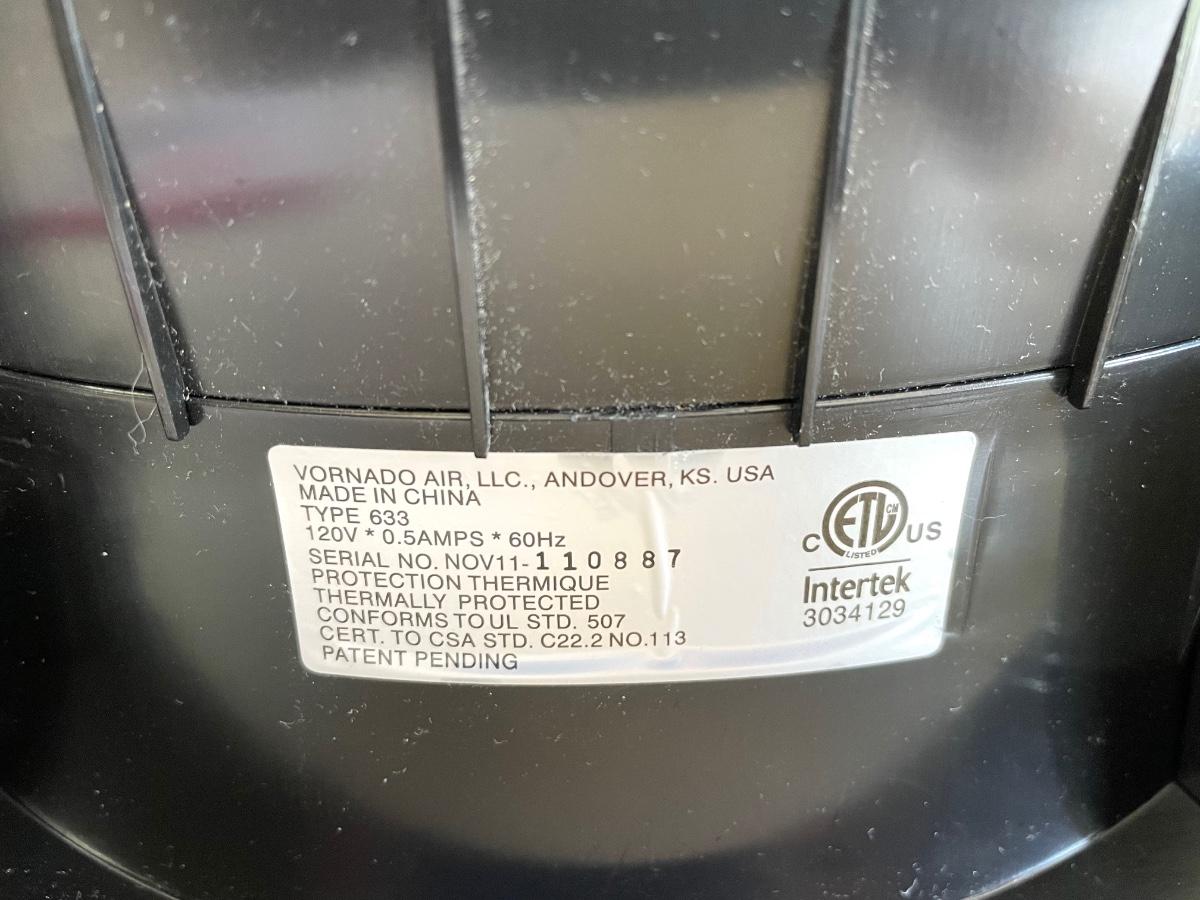 VORNADO AIR, LLC., ANDOVER, KS. USA
MADE IN CHINA
TYPE 633
120V * 0.5AMPS * 60Hz
SERIAL NO. NOV11-110887
PROTECTION THERMIQUE
THERMALLY PROTECTED
CONFORMS TO UL STD. 507
CERT. TO CSA STD. C22.2 NO.113
PATENT PENDING
C ETL CM US
LISTED
Intertek
3034129